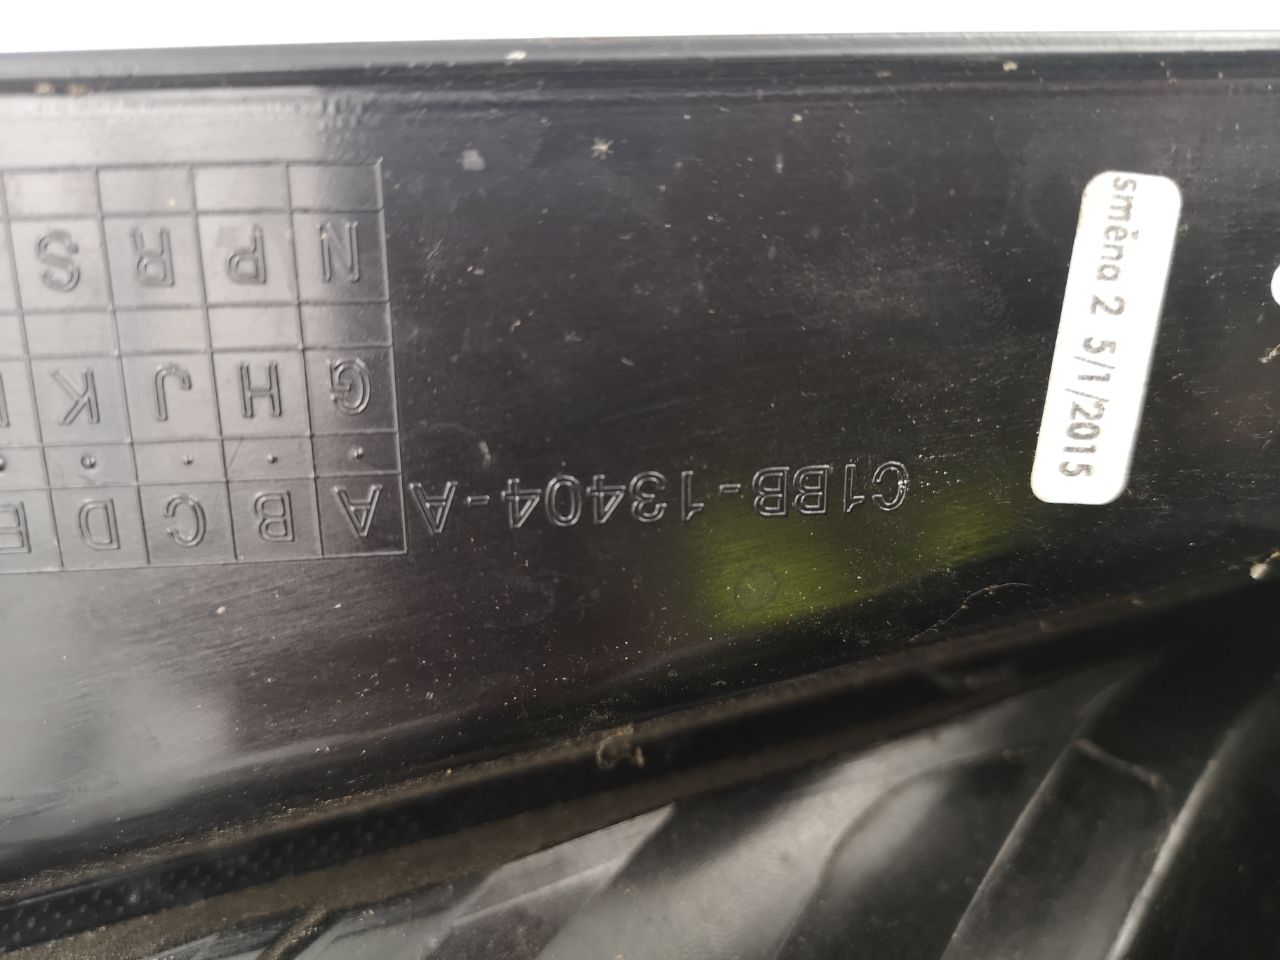 C1BB-13404-A
A B C D E
G H J K
N P R S
směna 2 5/1/2015